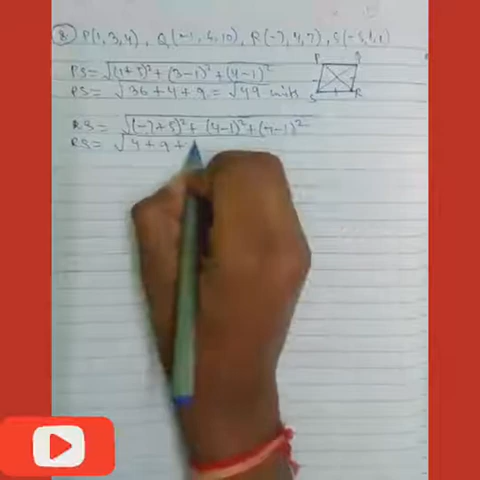 8) P(1,3,4), Q(-1,6,10), R(-7,4,7), S(-5,1,1)
P Q
PS = √(1+5)² + (3-1)² + (4-1)²
PS = √36+4+9 = √49 units
S R
RS = √(-7+5)² + (4-1)² + (7-1)²
RS = √4+9+